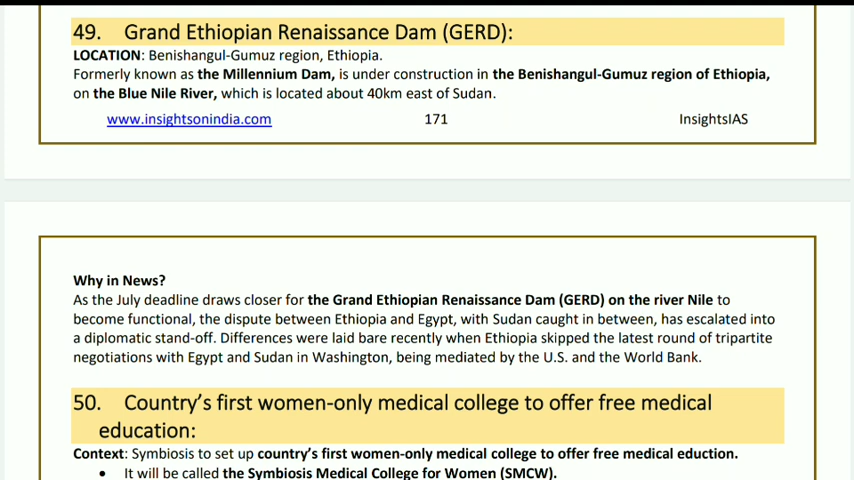 49. Grand Ethiopian Renaissance Dam (GERD):
LOCATION: Benishangul-Gumuz region, Ethiopia.
Formerly known as the Millennium Dam, is under construction in the Benishangul-Gumuz region of Ethiopia,
on the Blue Nile River, which is located about 40km east of Sudan.
www.insightsonindia.com 171 InsightsIAS
Why in News?
As the July deadline draws closer for the Grand Ethiopian Renaissance Dam (GERD) on the river Nile to
become functional, the dispute between Ethiopia and Egypt, with Sudan caught in between, has escalated into
a diplomatic stand-off. Differences were laid bare recently when Ethiopia skipped the latest round of tripartite
negotiations with Egypt and Sudan in Washington, being mediated by the U.S. and the World Bank.
50. Country’s first women-only medical college to offer free medical
education:
Context: Symbiosis to set up country’s first women-only medical college to offer free medical eduction.
• It will be called the Symbiosis Medical College for Women (SMCW).